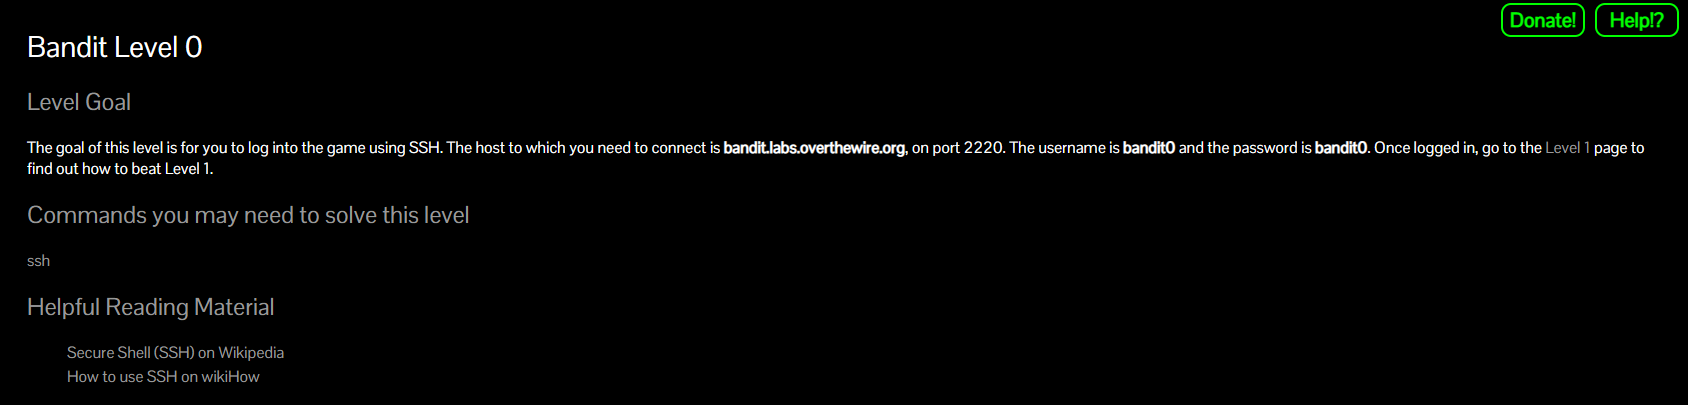 Donate! Help!?
Bandit Level 0
Level Goal
The goal of this level is for you to log into the game using SSH. The host to which you need to connect is bandit.labs.overthewire.org, on port 2220. The username is bandit0 and the password is bandit0. Once logged in, go to the Level 1 page to
find out how to beat Level 1.
Commands you may need to solve this level
ssh
Helpful Reading Material
Secure Shell (SSH) on Wikipedia
How to use SSH on wikiHow